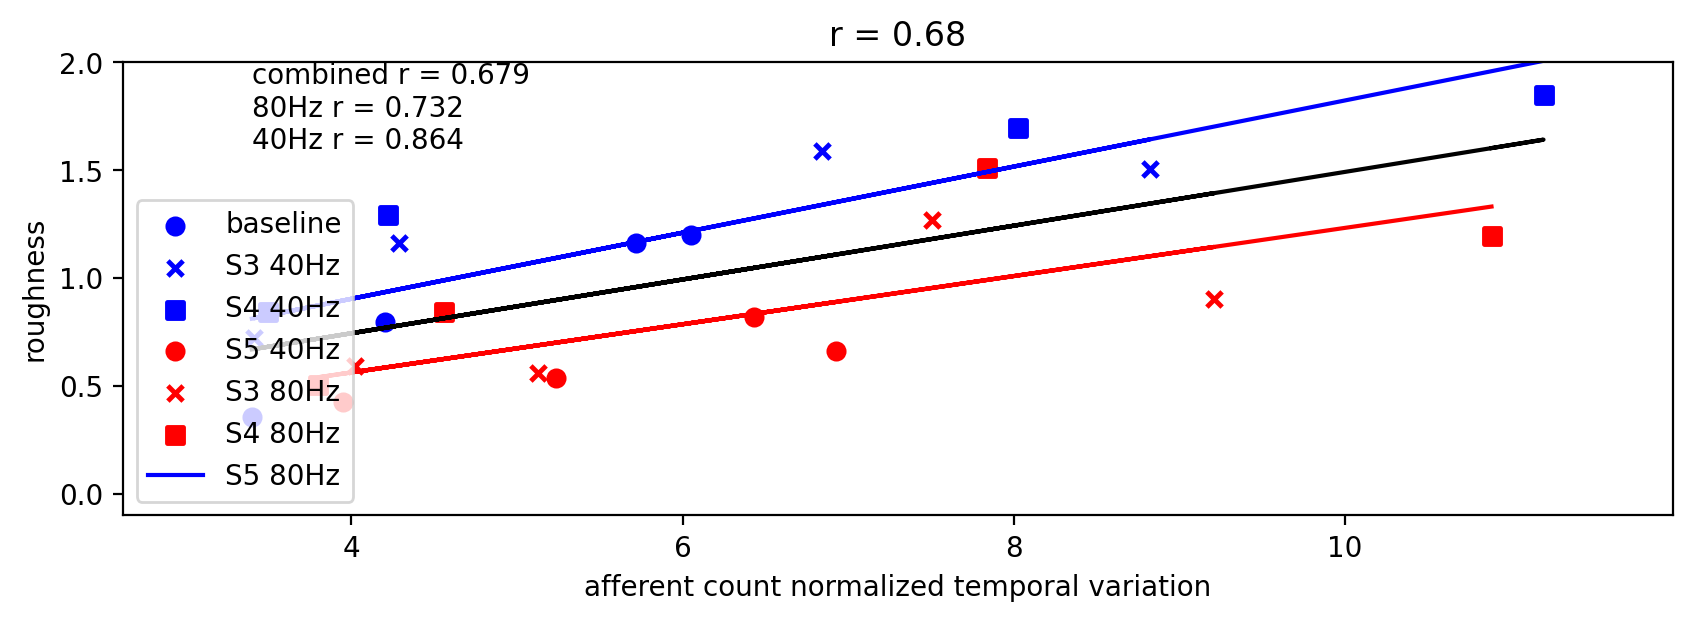 r = 0.68
combined r = 0.679
80Hz r = 0.732
40Hz r = 0.864
2.0
1.5
1.0
0.5
0.0
roughness
baseline
S3 40Hz
S4 40Hz
S5 40Hz
S3 80Hz
S4 80Hz
S5 80Hz
4 6 8 10
afferent count normalized temporal variation